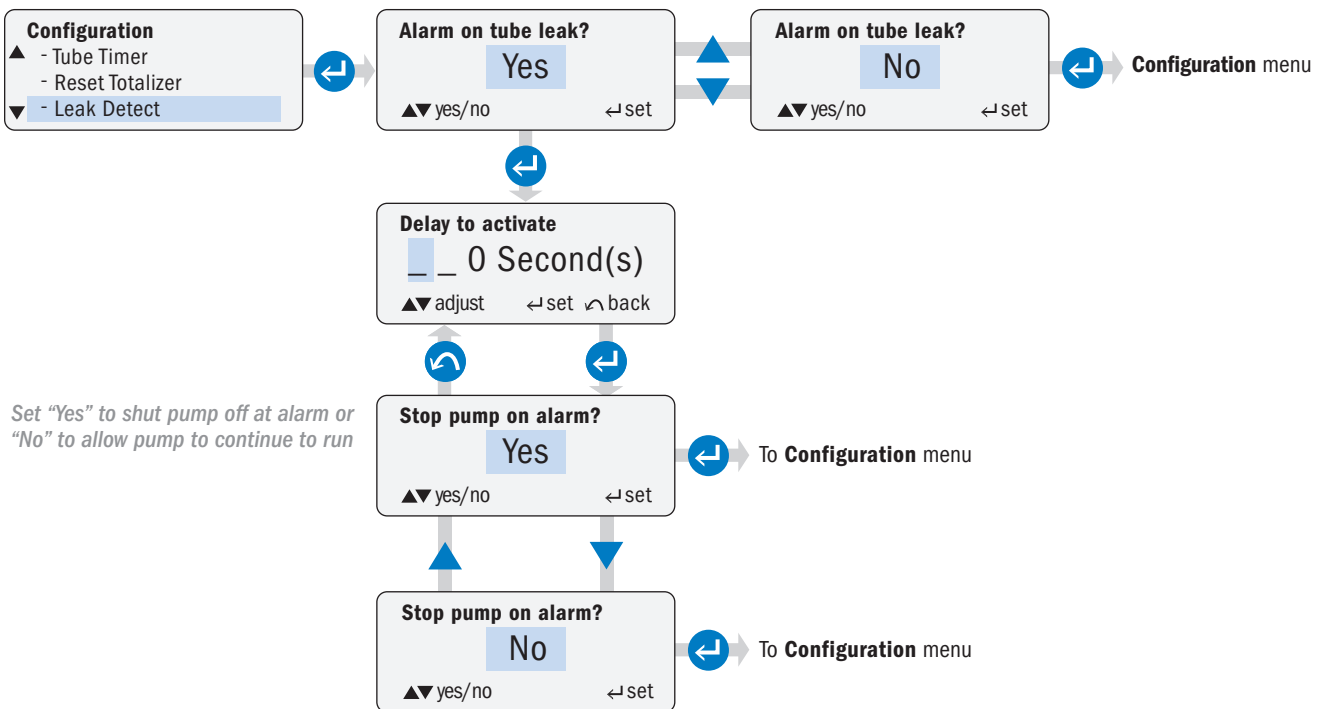 Configuration
- Tube Timer
- Reset Totalizer
- Leak Detect
Alarm on tube leak?
Yes
▲▼ yes/no ↵ set
Alarm on tube leak?
No
▲▼ yes/no ↵ set
Configuration menu
Delay to activate
_ _ 0 Second(s)
▲▼ adjust ↵ set ↶ back
Set “Yes” to shut pump off at alarm or
“No” to allow pump to continue to run
Stop pump on alarm?
Yes
▲▼ yes/no ↵ set
To Configuration menu
Stop pump on alarm?
No
▲▼ yes/no ↵ set
To Configuration menu